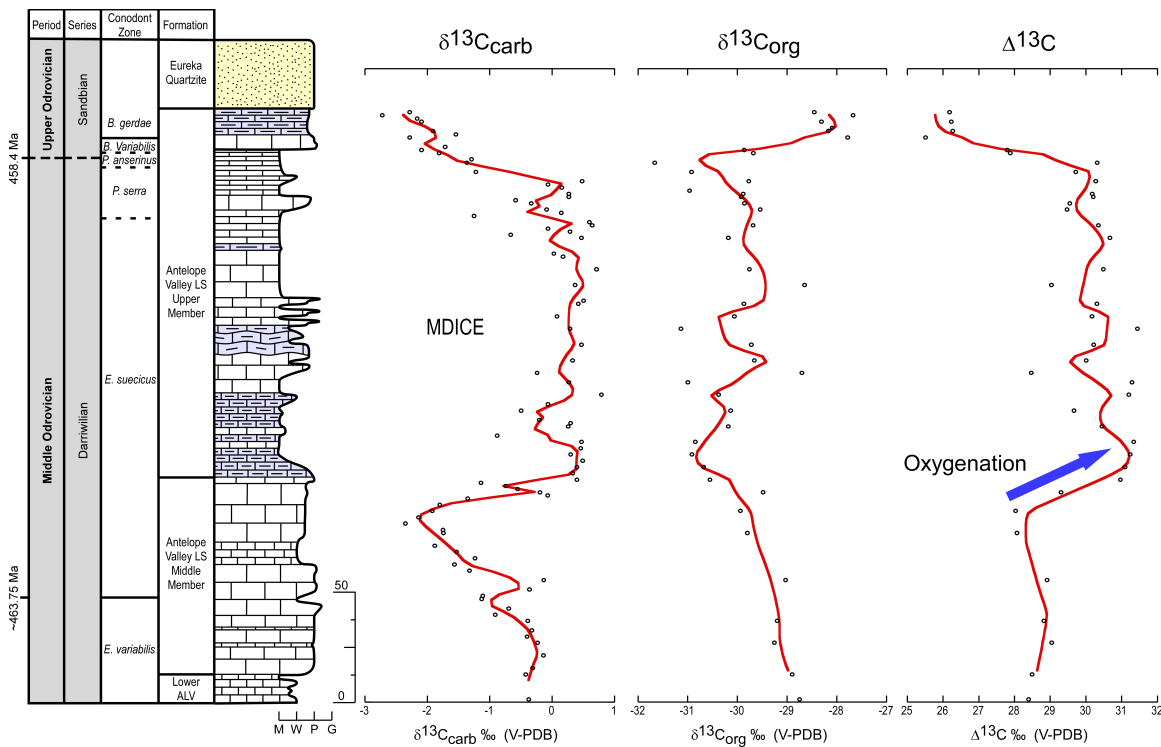 Period
Series
Conodont
Zone
Formation
δ13Ccarb
δ13Corg
Δ13C
Upper Odrovician
Middle Odrovician
Sandbian
Darriwilian
458.4 Ma
~463.75 Ma
B. gerdae
B. Variabilis
P. anserinus
P. serra
E. suecicus
E. variabilis
Eureka
Quartzite
Antelope
Valley LS
Upper
Member
Antelope
Valley LS
Middle
Member
Lower
ALV
MDICE
Oxygenation
50
0
M W P G
-3 -2 -1 0 1
-32 -31 -30 -29 -28 -27
25 26 27 28 29 30 31 32
δ13Ccarb ‰ (V-PDB)
δ13Corg ‰ (V-PDB)
Δ13C ‰ (V-PDB)